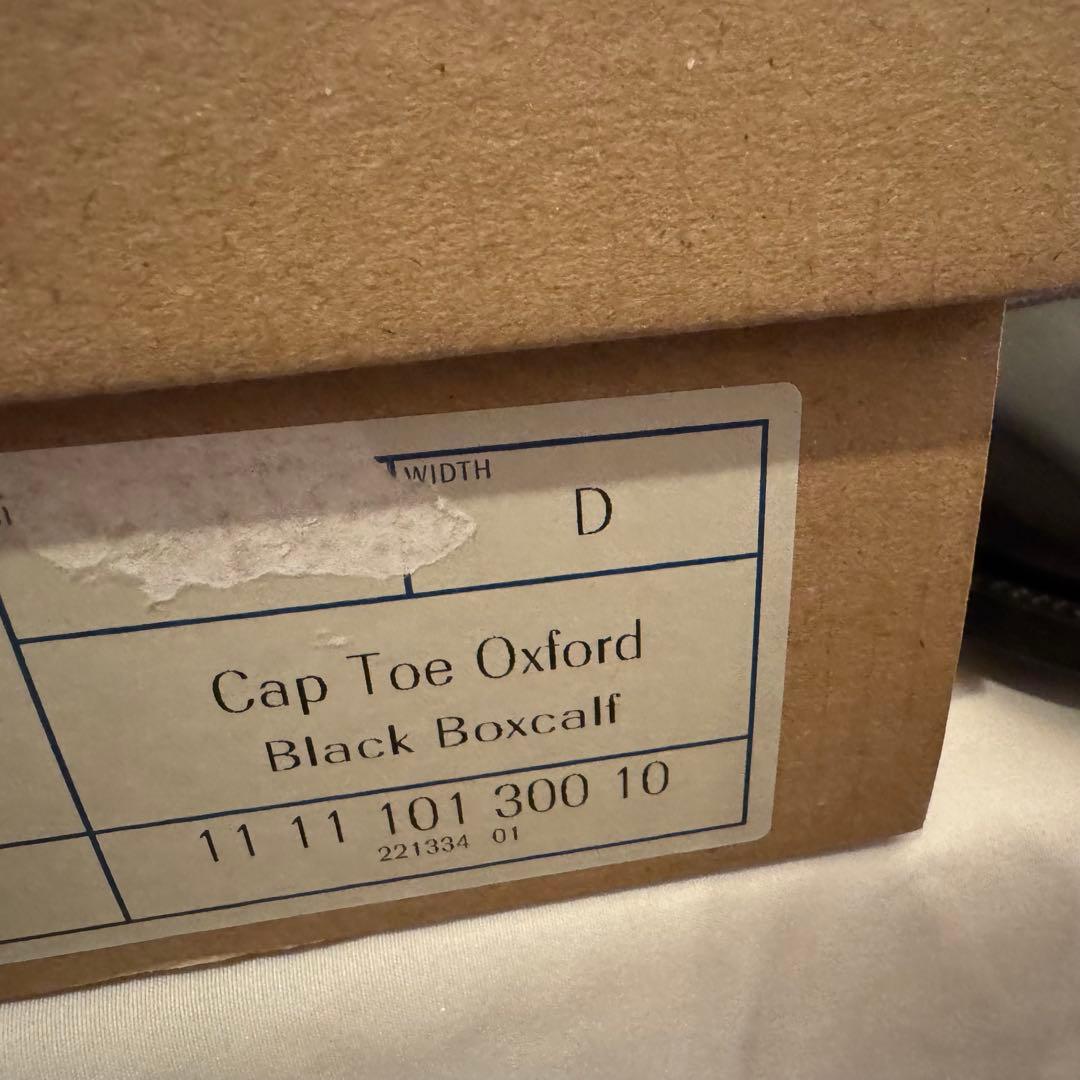 WIDTH
D
Cap Toe Oxford
Black Boxcalf
11 11 101 300 10
221334 01